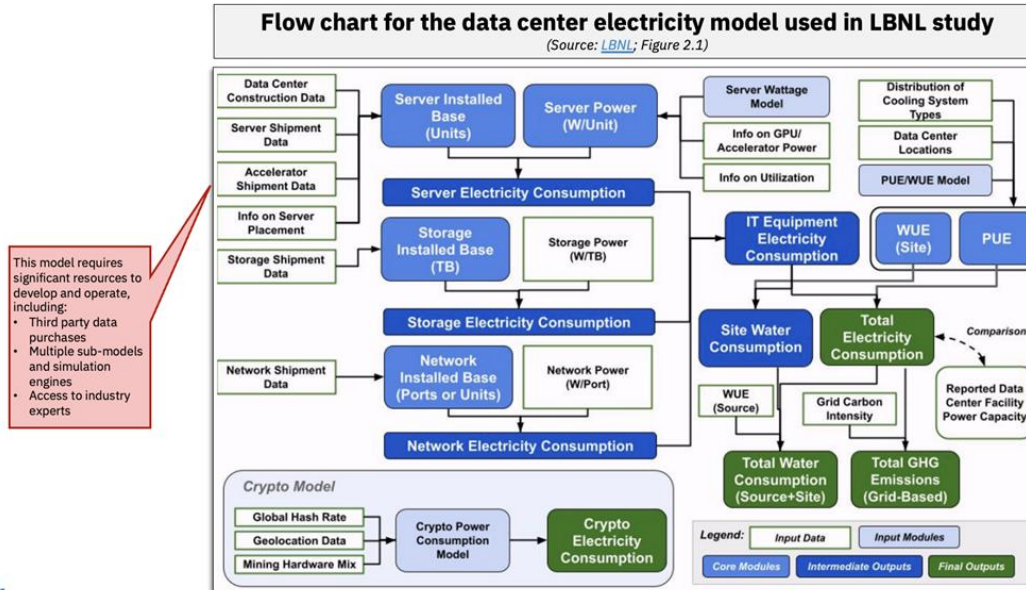 Flow chart for the data center electricity model used in LBNL study
(Source: LBNL; Figure 2.1)
Data Center
Construction Data
Server Shipment
Data
Accelerator
Shipment Data
Info on Server
Placement
Storage Shipment
Data
Network Shipment
Data
Server Installed
Base
(Units)
Server Power
(W/Unit)
Server Electricity Consumption
Storage
Installed Base
(TB)
Storage Power
(W/TB)
Storage Electricity Consumption
Network
Installed Base
(Ports or Units)
Network Power
(W/Port)
Network Electricity Consumption
Server Wattage
Model
Info on GPU/
Accelerator Power
Info on Utilization
Distribution of
Cooling System
Types
Data Center
Locations
PUE/WUE Model
IT Equipment
Electricity
Consumption
WUE
(Site)
PUE
Site Water
Consumption
Total
Electricity
Consumption
Comparison
Reported Data
Center Facility
Power Capacity
WUE
(Source)
Grid Carbon
Intensity
Total Water
Consumption
(Source+Site)
Total GHG
Emissions
(Grid-Based)
This model requires
significant resources to
develop and operate,
including:
• Third party data
purchases
• Multiple sub-models
and simulation
engines
• Access to industry
experts
Crypto Model
Global Hash Rate
Geolocation Data
Mining Hardware Mix
Crypto Power
Consumption
Model
Crypto
Electricity
Consumption
Legend:
Input Data
Input Modules
Core Modules
Intermediate Outputs
Final Outputs